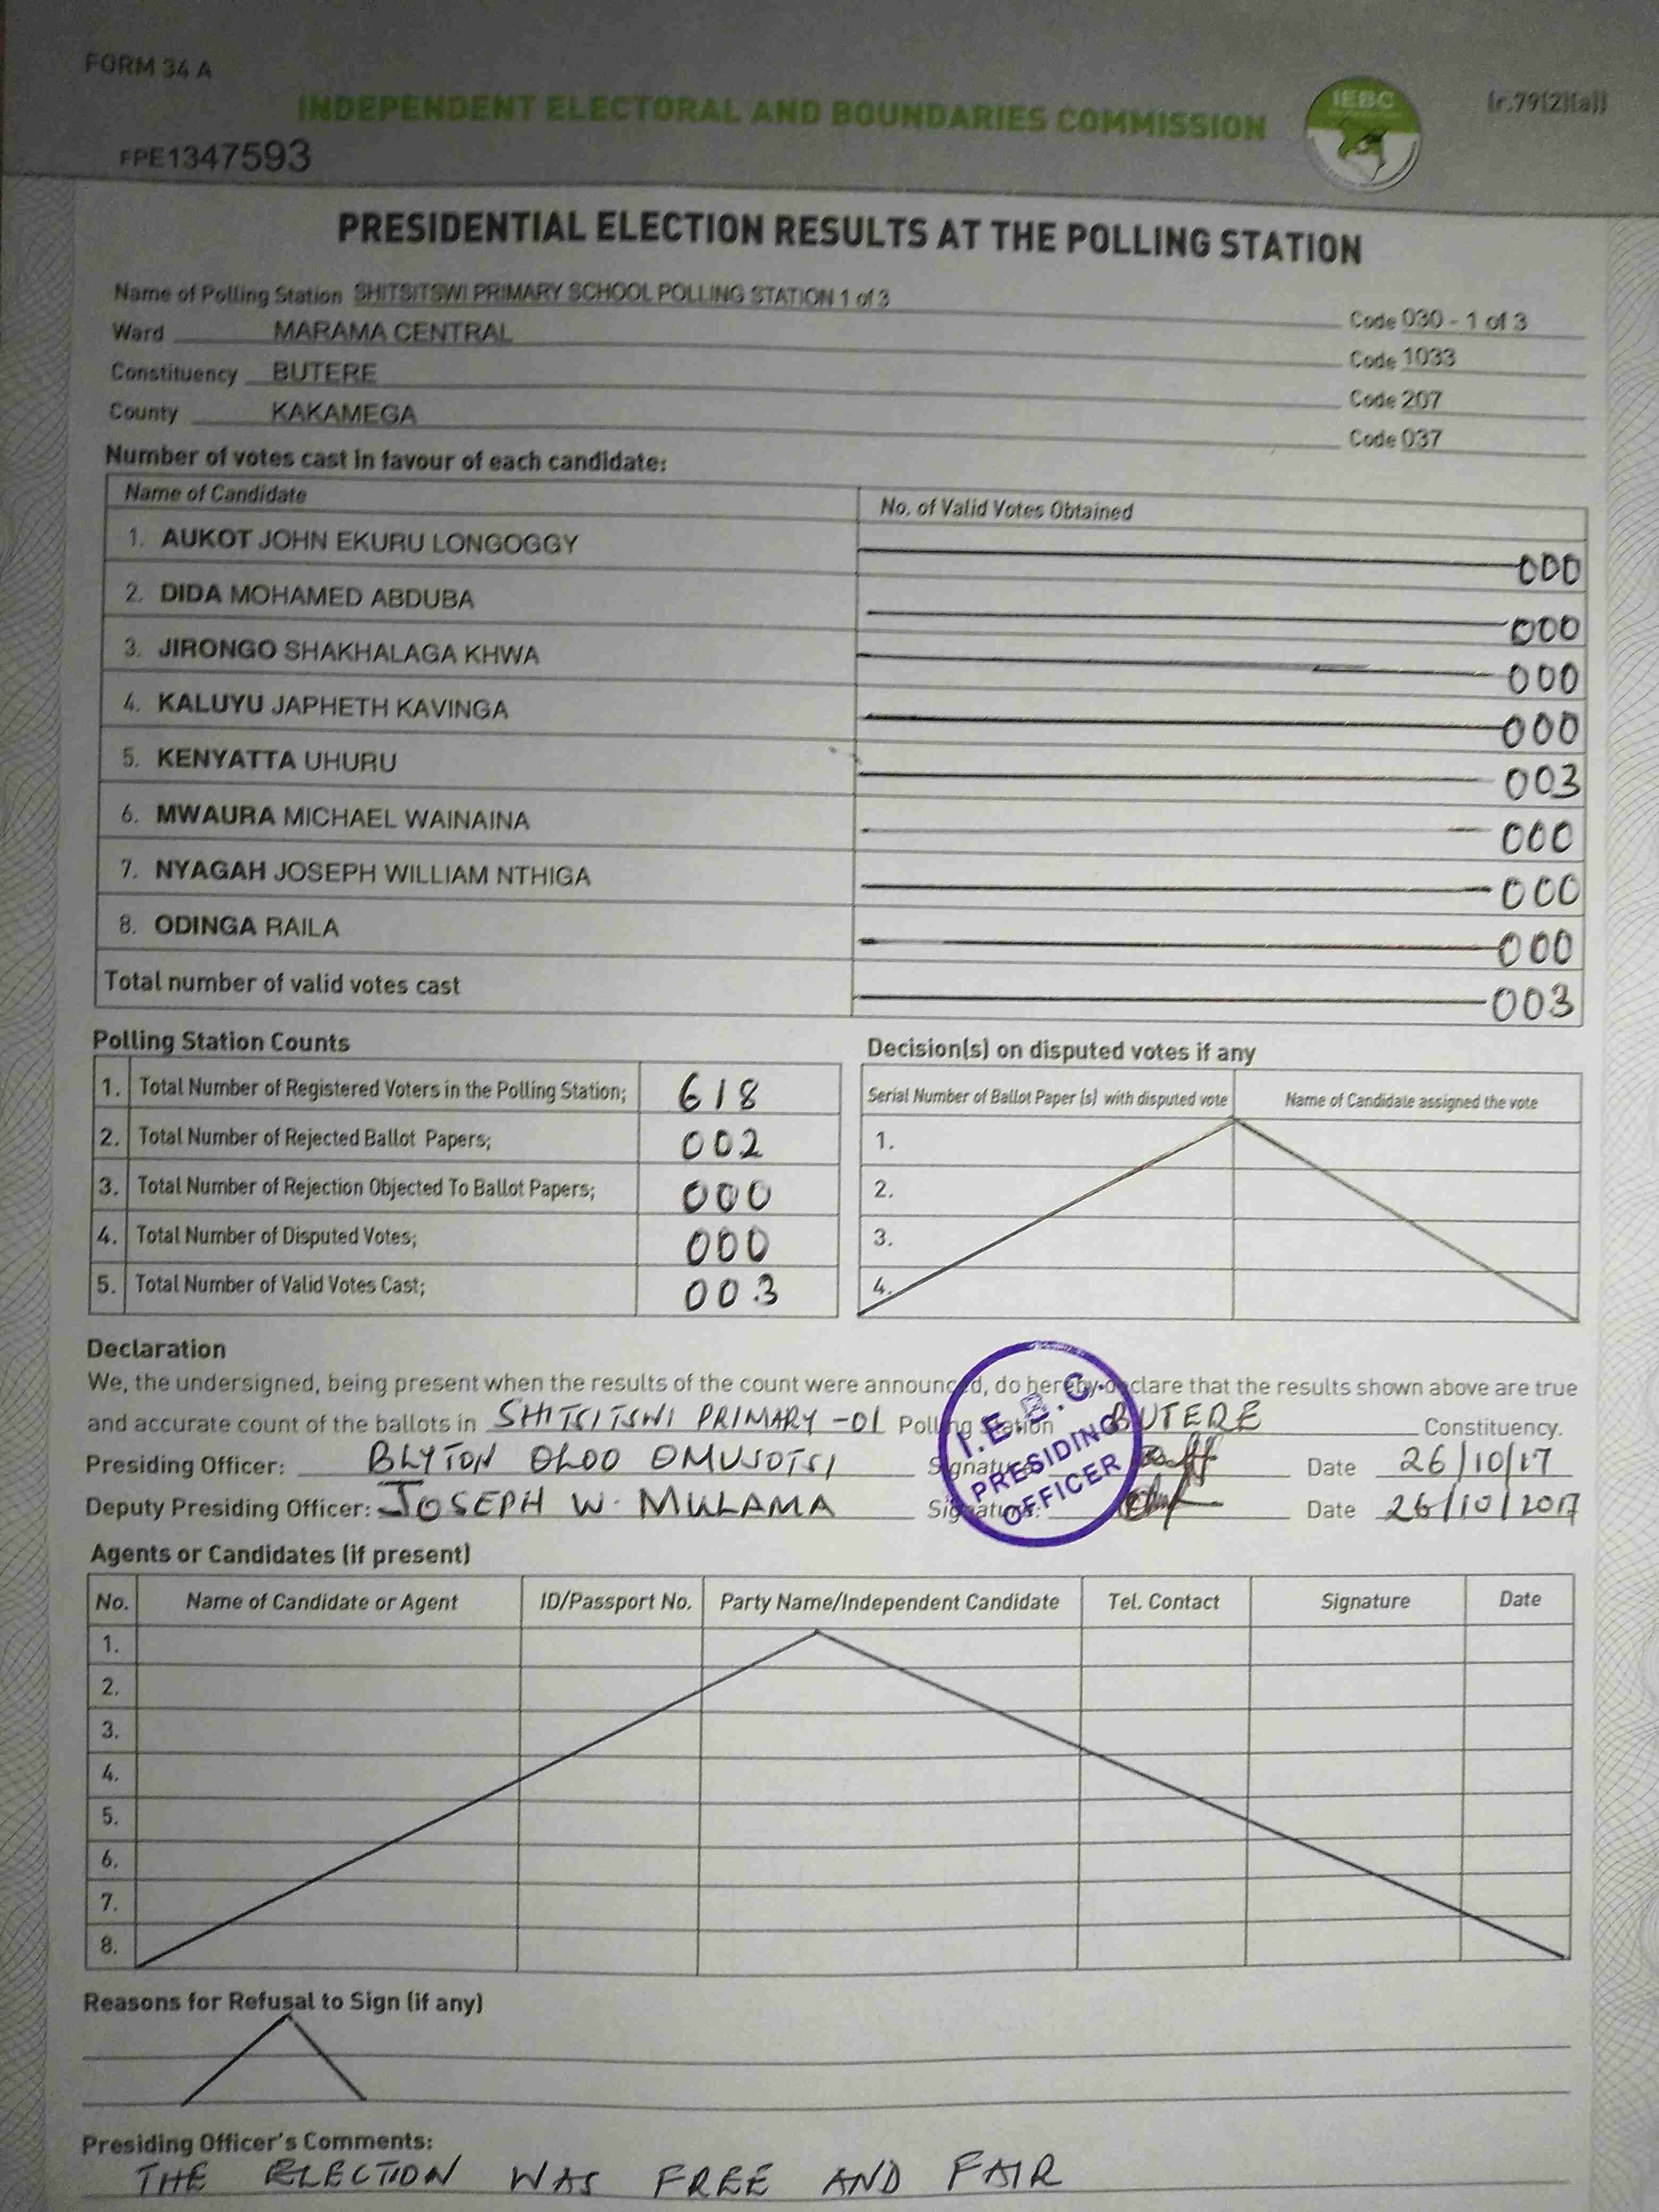 FORM 34 A
INDEPENDENT ELECTORAL AND BOUNDARIES COMMISSION
IEBC
(r.79(2)(a))
FPE1347593
PRESIDENTIAL ELECTION RESULTS AT THE POLLING STATION
Name of Polling Station SHITSITSWI PRIMARY SCHOOL POLLING STATION 1 of 3 Code 030 - 1 of 3
Ward MARAMA CENTRAL Code 1033
Constituency BUTERE Code 207
County KAKAMEGA Code 037
Number of votes cast in favour of each candidate:
Name of Candidate No. of Valid Votes Obtained
1. AUKOT JOHN EKURU LONGOGGY 000
2. DIDA MOHAMED ABDUBA 000
3. JIRONGO SHAKHALAGA KHWA 000
4. KALUYU JAPHETH KAVINGA 000
5. KENYATTA UHURU 003
6. MWAURA MICHAEL WAINAINA 000
7. NYAGAH JOSEPH WILLIAM NTHIGA 000
8. ODINGA RAILA 000
Total number of valid votes cast 003
Polling Station Counts
1. Total Number of Registered Voters in the Polling Station; 618
2. Total Number of Rejected Ballot Papers; 002
3. Total Number of Rejection Objected To Ballot Papers; 000
4. Total Number of Disputed Votes; 000
5. Total Number of Valid Votes Cast; 003
Decision(s) on disputed votes if any
Serial Number of Ballot Paper (s) with disputed vote Name of Candidate assigned the vote
1.
2.
3.
4.
Declaration
We, the undersigned, being present when the results of the count were announced, do hereby declare that the results shown above are true
and accurate count of the ballots in SHITSITSWI PRIMARY -01 Polling Station BUTERE Constituency.
Presiding Officer: BLYTON OLOO OMUSOTSI Signature: Date 26/10/17
Deputy Presiding Officer: JOSEPH W. MULAMA Signature: Date 26/10/2017
I.E.B.C.
PRESIDING
OFFICER
Agents or Candidates (if present)
No. Name of Candidate or Agent ID/Passport No. Party Name/Independent Candidate Tel. Contact Signature Date
1.
2.
3.
4.
5.
6.
7.
8.
Reasons for Refusal to Sign (if any)
Presiding Officer's Comments:
THE ELECTION WAS FREE AND FAIR